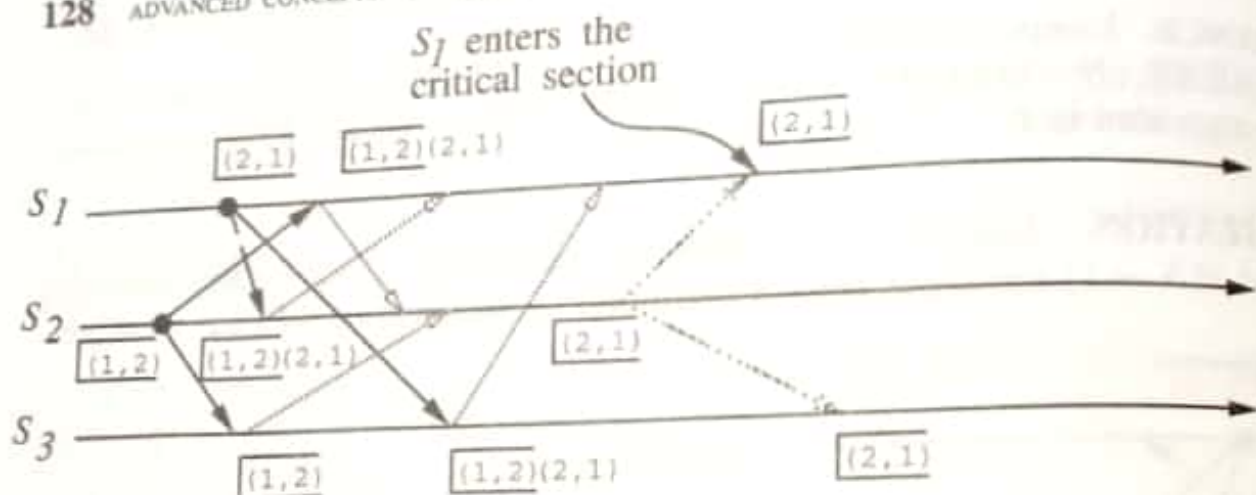 128 ADVANCED
S1 enters the
critical section
(2,1)
(2,1)
(1,2)(2,1)
S1
S2
(1,2)
(1,2)(2,1)
(2,1)
S3
(1,2)
(1,2)(2,1)
(2,1)